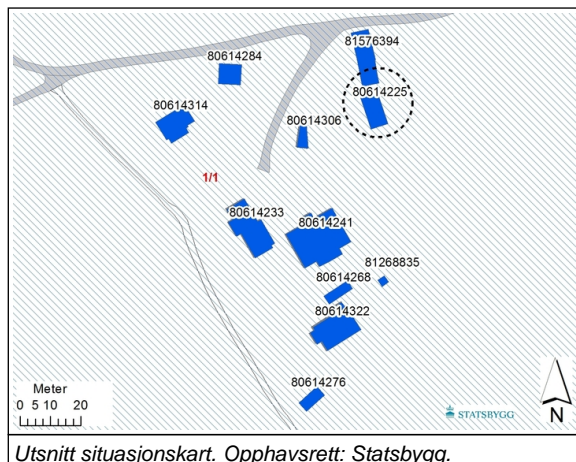 81576394
80614284
80614225
80614314
80614306
1/1
80614233
80614241
81268835
80614268
80614322
80614276
Meter
0 5 10 20
STATSBYGG
N
Utsnitt situasjonskart. Opphavsrett: Statsbygg.